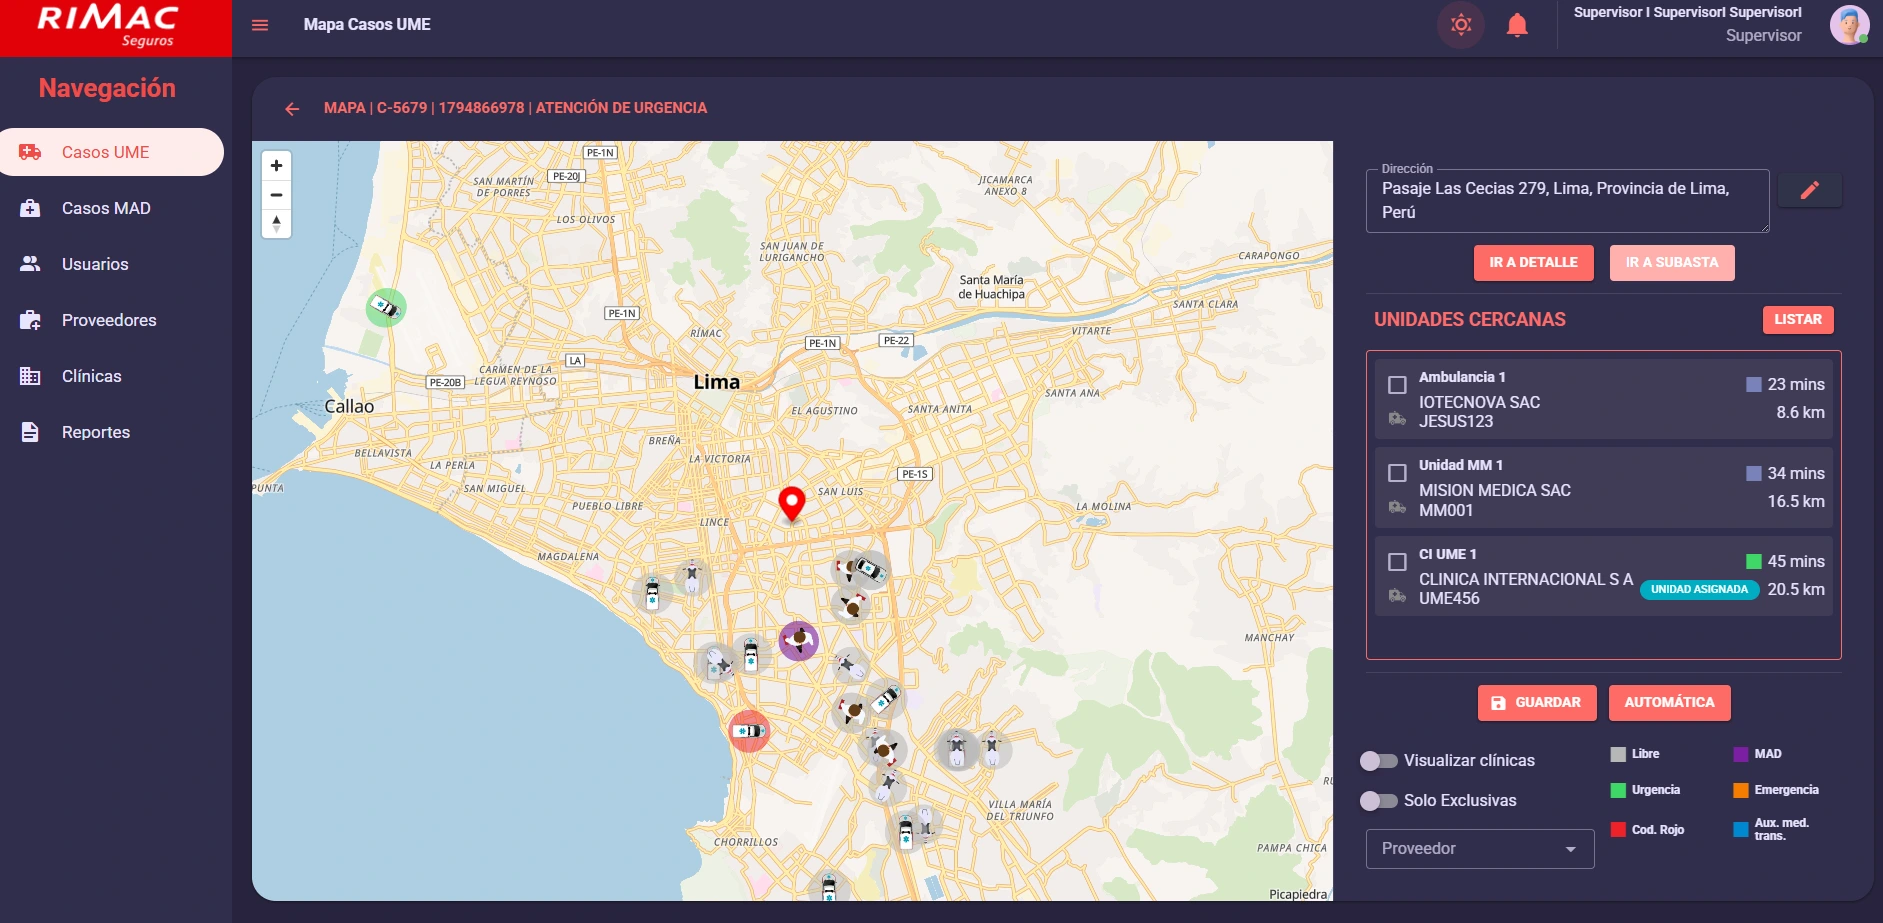 RIMAC
Seguros
Mapa Casos UME
Supervisor I SupervisorI SupervisorI
Supervisor
Navegación
Casos UME
Casos MAD
Usuarios
Proveedores
Clínicas
Reportes
MAPA | C-5679 | 1794866978 | ATENCIÓN DE URGENCIA
PE-1N
PE-20J
SAN MARTÍN
DE PORRES
LOS OLIVOS
JICAMARCA
ANEXO 8
SAN JUAN DE
LURIGANCHO
CARAPONGO
Santa María
de Huachipa
SANTA CLARA
PE-1N
RÍMAC
VITARTE
PE-1N
PE-22
LA
CARMEN DE LA
LEGUA REYNOSO
PE-20B
Lima
SANTA ANA
Callao
EL AGUSTINO
SANTA ANITA
BREÑA
BELLAVISTA
LA VICTORIA
LA PERLA
PE-1S
PUNTA
SAN MIGUEL
SAN LUIS
PUEBLO LIBRE
LA MOLINA
LINCE
MAGDALENA
MANCHAY
VILLA MARÍA
DEL TRIUNFO
CHORRILLOS
PAMPA CHICA
Picapiedra
Dirección
Pasaje Las Cecias 279, Lima, Provincia de Lima,
Perú
IR A DETALLE
IR A SUBASTA
UNIDADES CERCANAS
LISTAR
Ambulancia 1
23 mins
IOTECNOVA SAC
8.6 km
JESUS123
Unidad MM 1
34 mins
MISION MEDICA SAC
16.5 km
MM001
CI UME 1
45 mins
CLINICA INTERNACIONAL S A
UNIDAD ASIGNADA
20.5 km
UME456
GUARDAR
AUTOMÁTICA
Visualizar clínicas
Solo Exclusivas
Proveedor
Libre
MAD
Urgencia
Emergencia
Cod. Rojo
Aux. med.
trans.